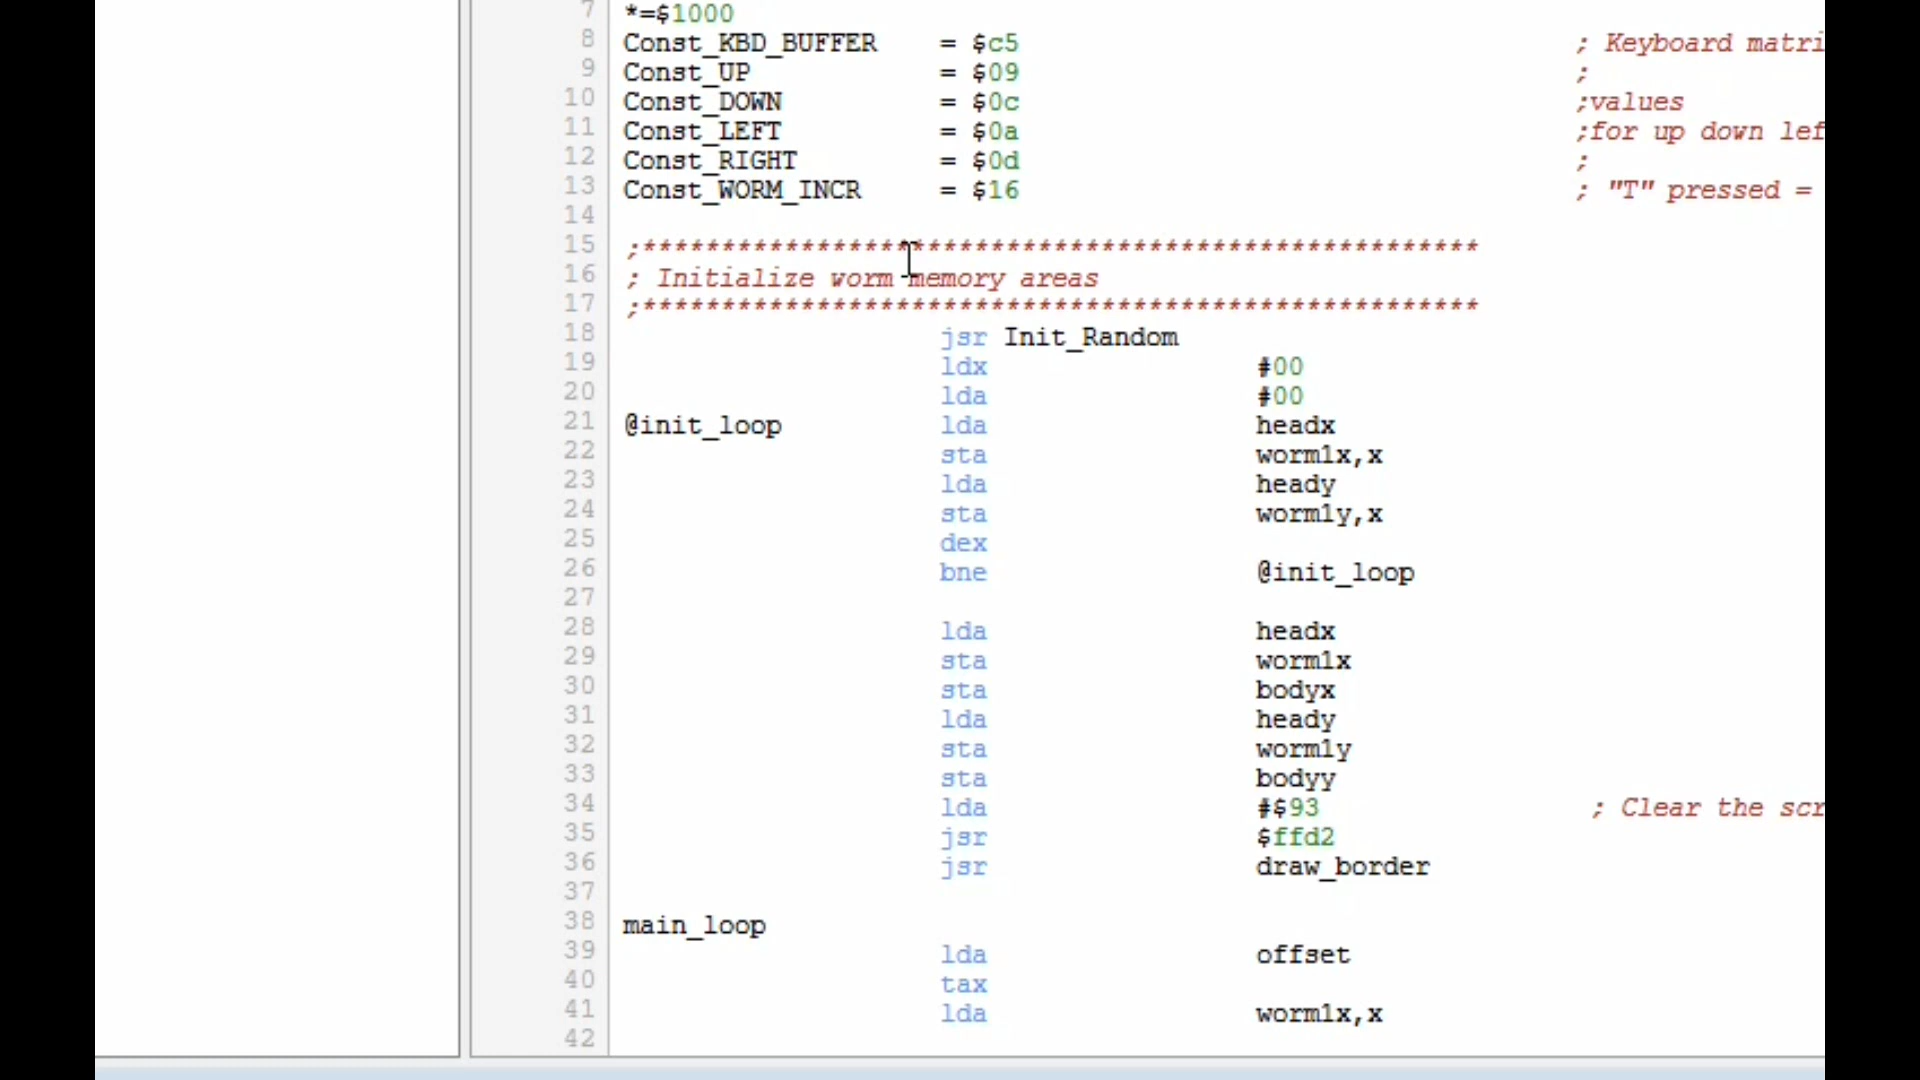 7 *=$1000
8 Const_KBD_BUFFER = $c5 ; Keyboard matri
9 Const_UP = $09 ;
10 Const_DOWN = $0c ;values
11 Const_LEFT = $0a ;for up down lef
12 Const_RIGHT = $0d ;
13 Const_WORM_INCR = $16 ; "T" pressed =
14
15 ;*****************************************************
16 ; Initialize worm memory areas
17 ;*****************************************************
18 jsr Init_Random
19 ldx #00
20 lda #00
21 @init_loop lda headx
22 sta worm1x,x
23 lda heady
24 sta worm1y,x
25 dex
26 bne @init_loop
27
28 lda headx
29 sta worm1x
30 sta bodyx
31 lda heady
32 sta worm1y
33 sta bodyy
34 lda #$93 ; Clear the scr
35 jsr $ffd2
36 jsr draw_border
37
38 main_loop
39 lda offset
40 tax
41 lda worm1x,x
42